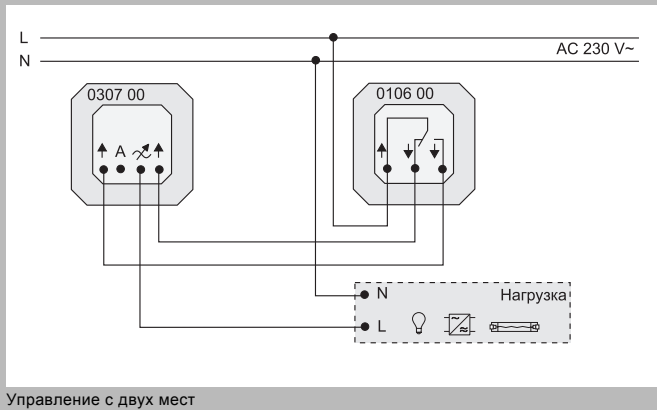 L
AC 230 V~
N
0307 00
0106 00
A
N
Нагрузка
L
Управление с двух мест